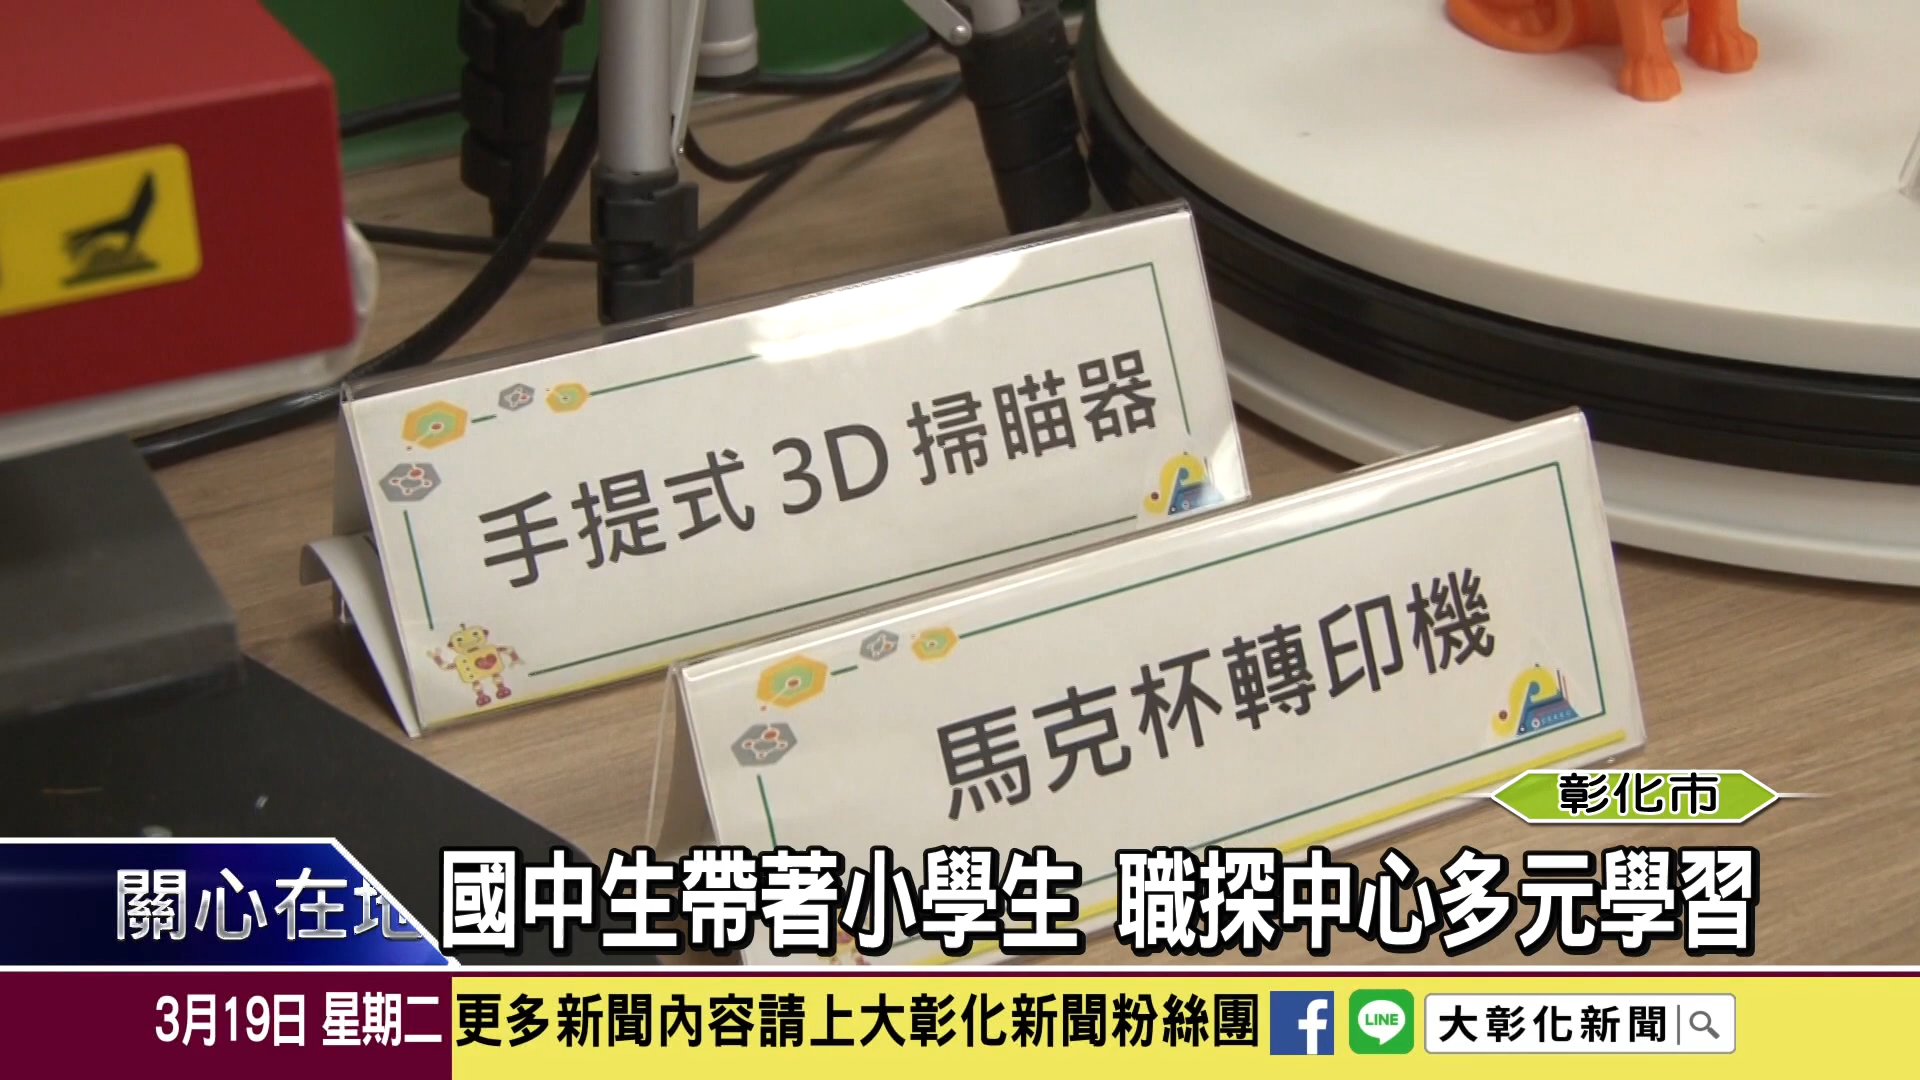 手提式3D掃瞄器
馬克杯轉印機
彰化市
關心在地
國中生帶著小學生 職探中心多元學習
3月19日 星期二
更多新聞內容請上大彰化新聞粉絲團
LINE
大彰化新聞